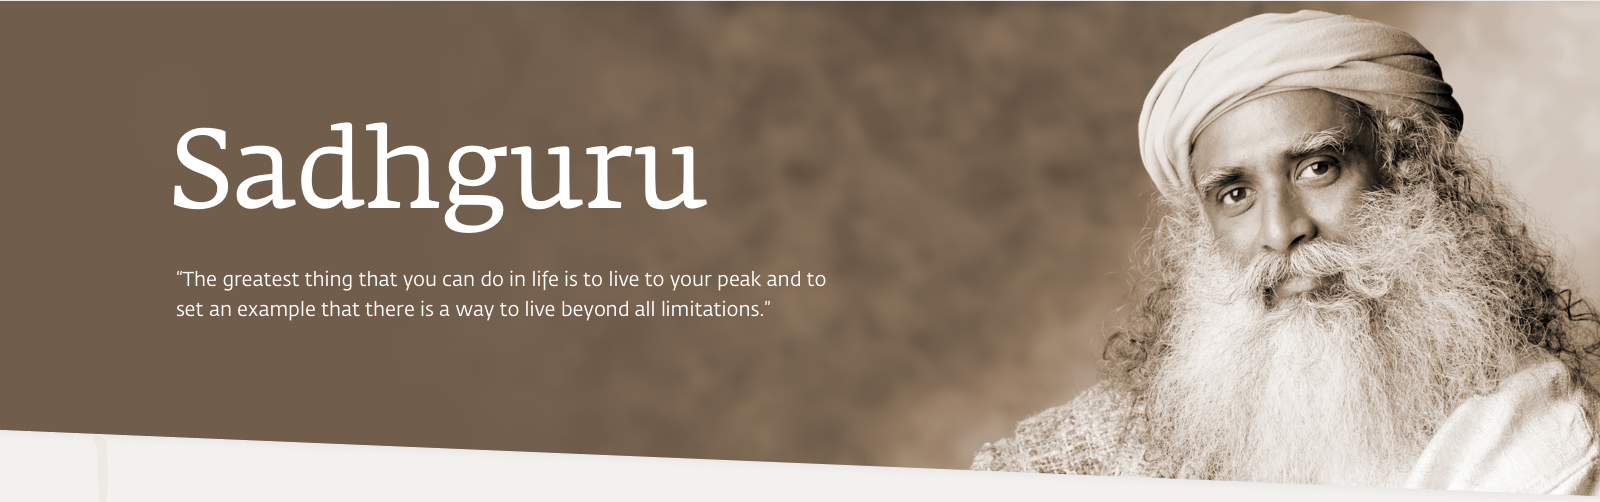 Sadhguru
“The greatest thing that you can do in life is to live to your peak and to
set an example that there is a way to live beyond all limitations.”